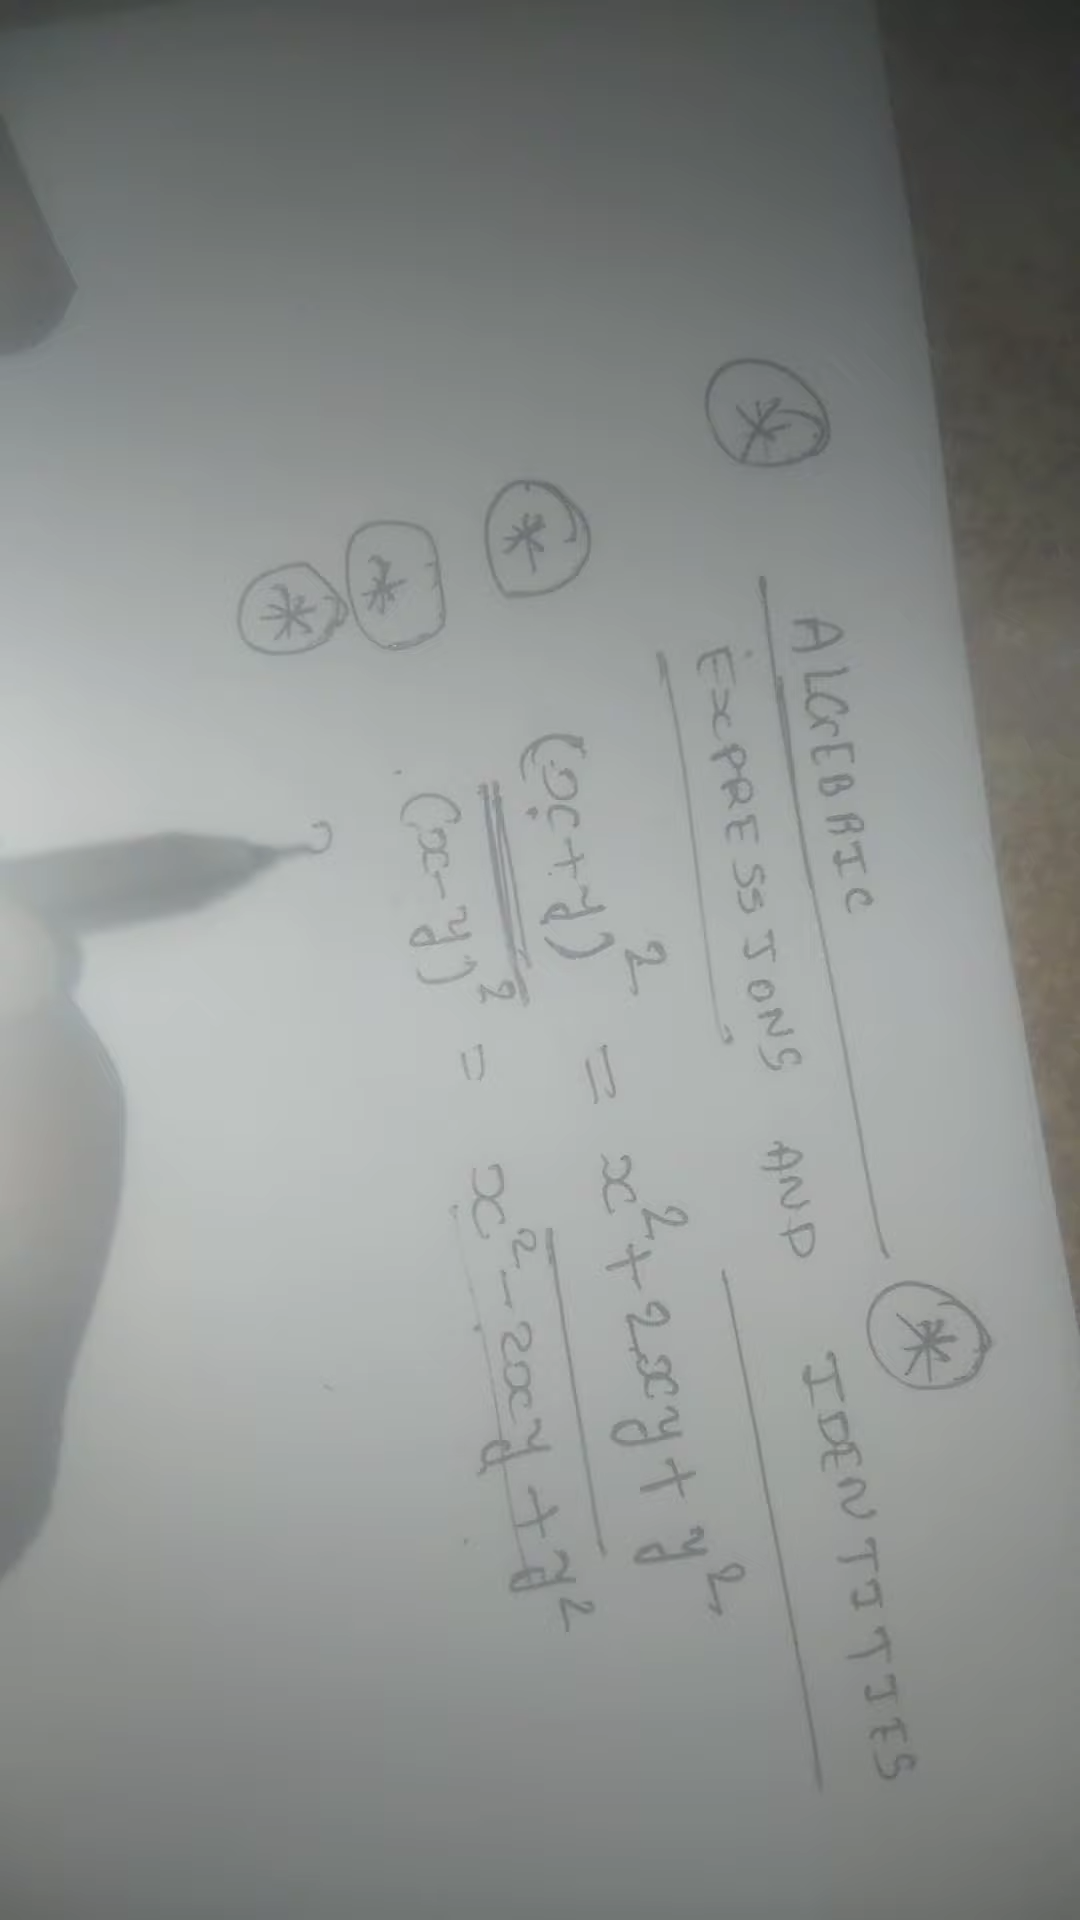 ALGEBRAIC
EXPRESSIONS AND IDENTITIES
(x+y)² = x² + 2xy + y²
(x-y)² = x² - 2xy + y²